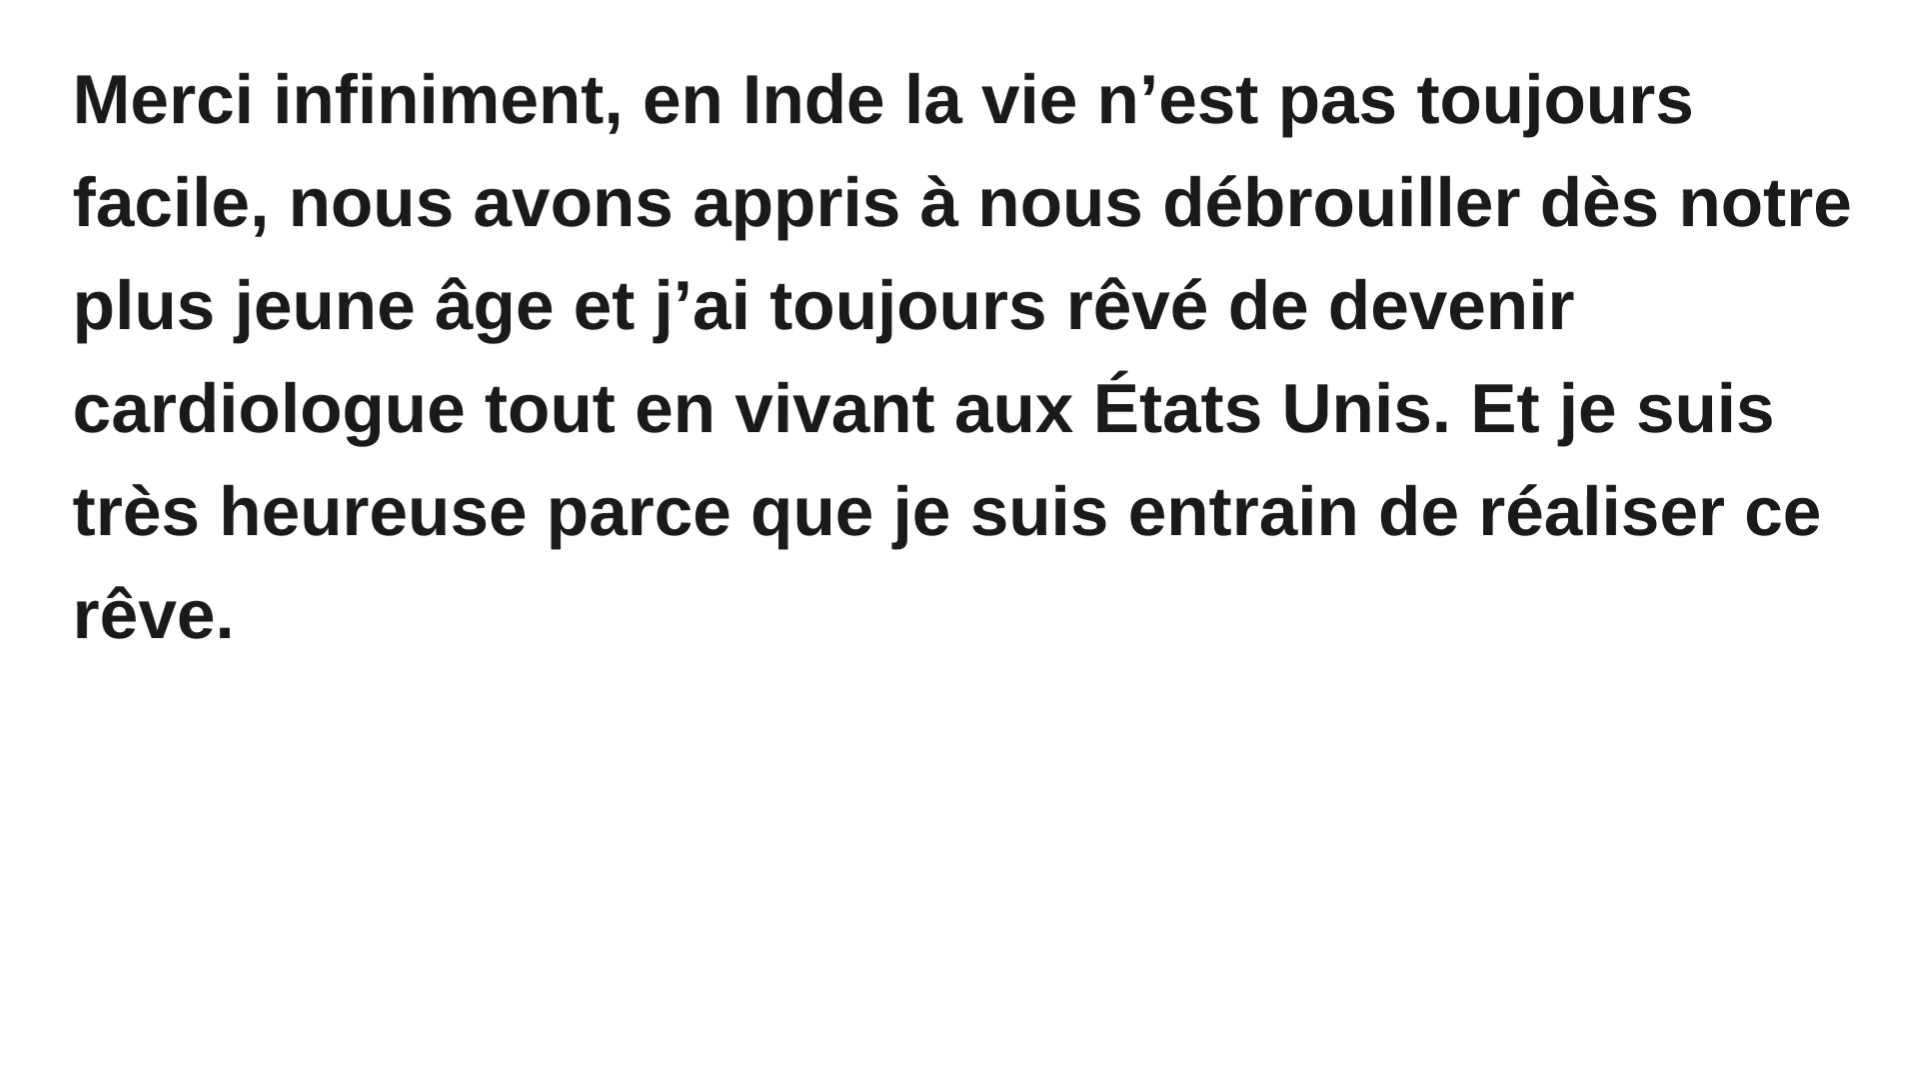 Merci infiniment, en Inde la vie n’est pas toujours
facile, nous avons appris à nous débrouiller dès notre
plus jeune âge et j’ai toujours rêvé de devenir
cardiologue tout en vivant aux États Unis. Et je suis
très heureuse parce que je suis entrain de réaliser ce
rêve.